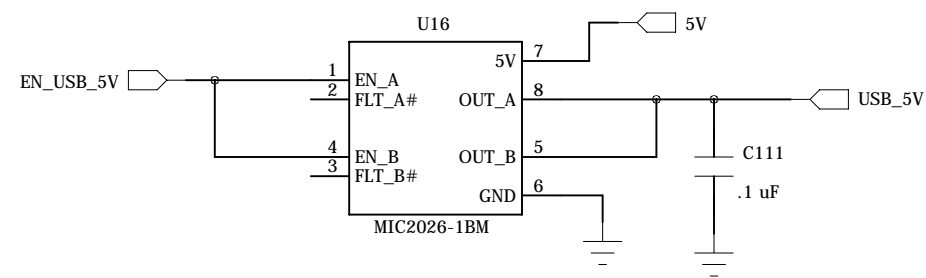 U16
5V
7
5V
EN_USB_5V
1
EN_A
2
FLT_A#
OUT_A
8
USB_5V
4
EN_B
OUT_B
5
C111
3
FLT_B#
GND
6
.1 uF
MIC2026-1BM